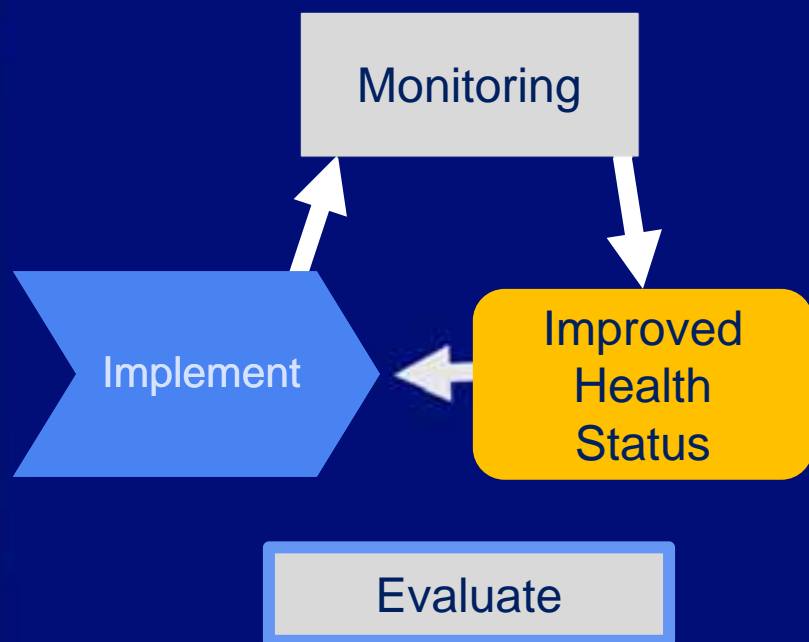 Monitoring
Implement
Improved
Health
Status
Evaluate